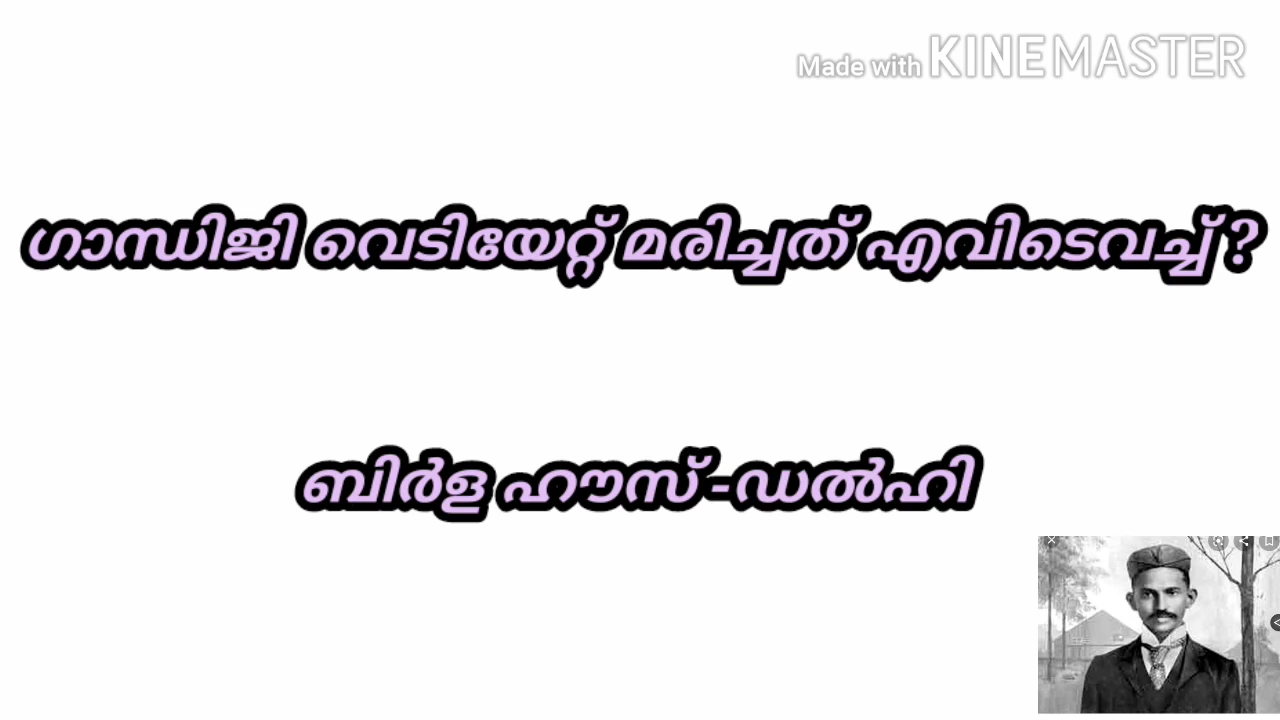 Made with KINEMASTER
ഗാന്ധിജി വെടിയേറ്റ് മരിച്ചത് എവിടെവച്ച് ?
ബിർള ഹൗസ് -ഡൽഹി